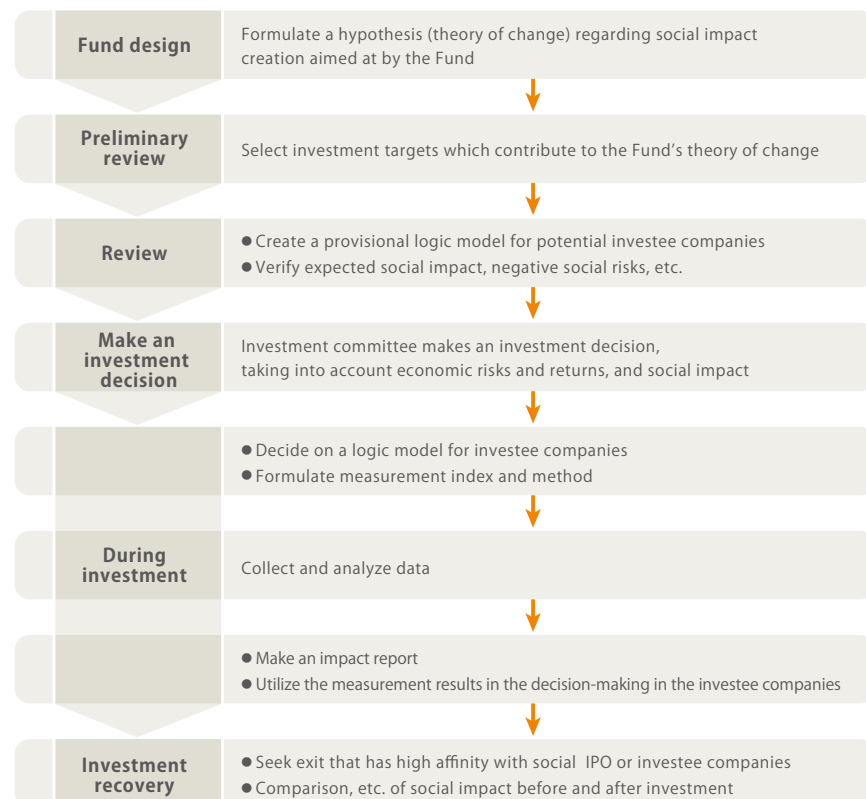 Fund design
Formulate a hypothesis (theory of change) regarding social impact
creation aimed at by the Fund
Preliminary
review
Select investment targets which contribute to the Fund's theory of change
Review
● Create a provisional logic model for potential investee companies
● Verify expected social impact, negative social risks, etc.
Make an
investment
decision
Investment committee makes an investment decision,
taking into account economic risks and returns, and social impact
● Decide on a logic model for investee companies
● Formulate measurement index and method
During
investment
Collect and analyze data
● Make an impact report
● Utilize the measurement results in the decision-making in the investee companies
Investment
recovery
● Seek exit that has high affinity with social IPO or investee companies
● Comparison, etc. of social impact before and after investment